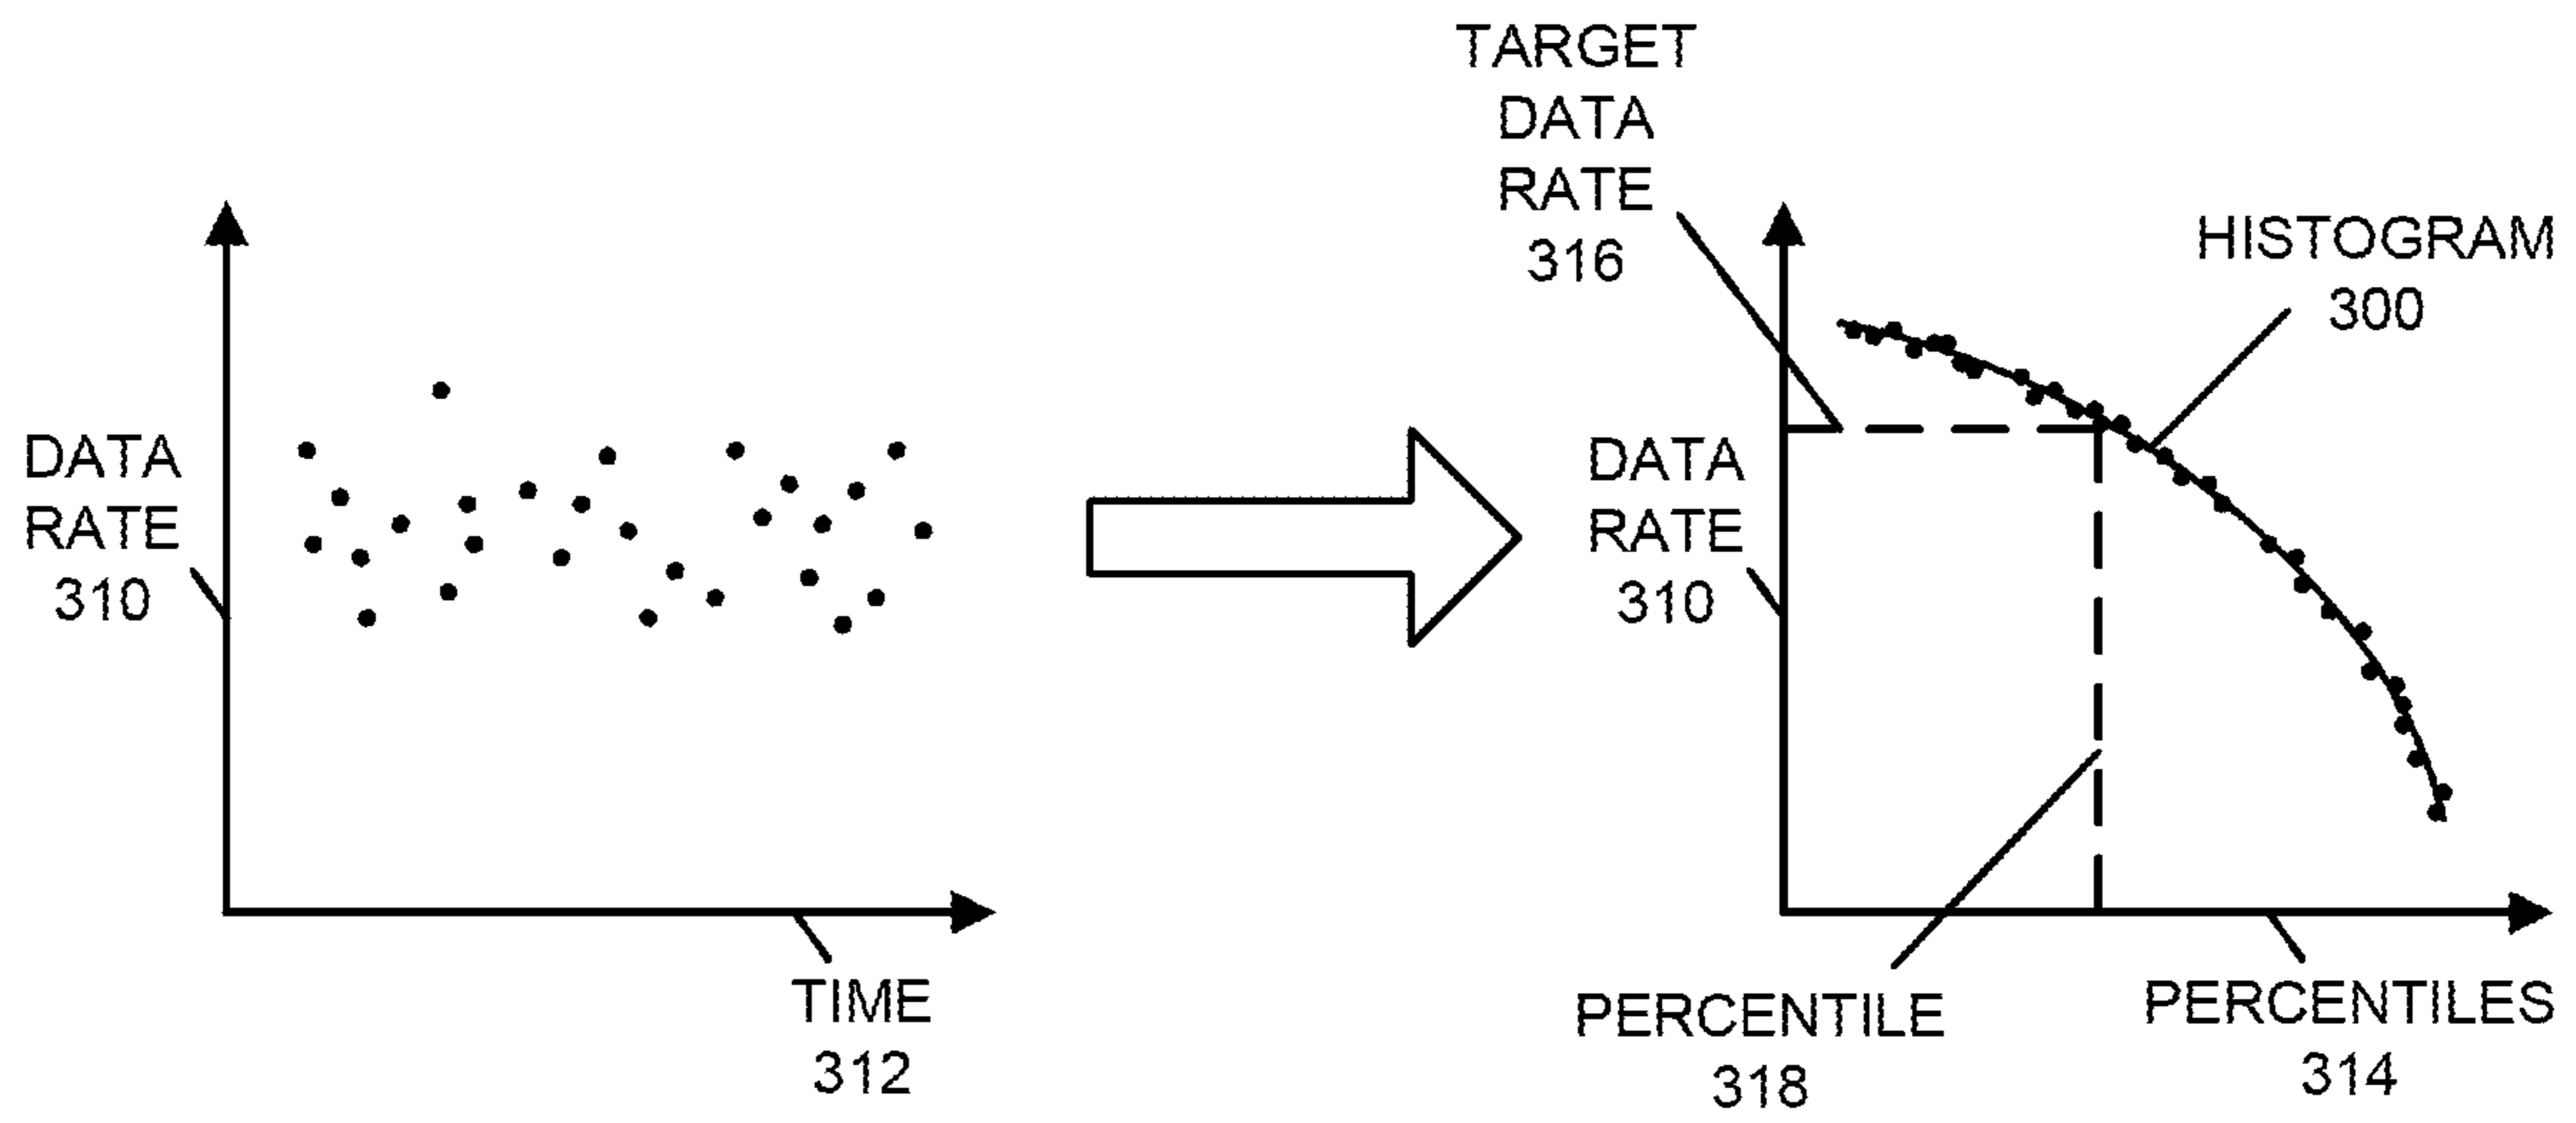 DATA
RATE
310
TIME
312
TARGET
DATA
RATE
316
HISTOGRAM
300
DATA
RATE
310
PERCENTILE
318
PERCENTILES
314